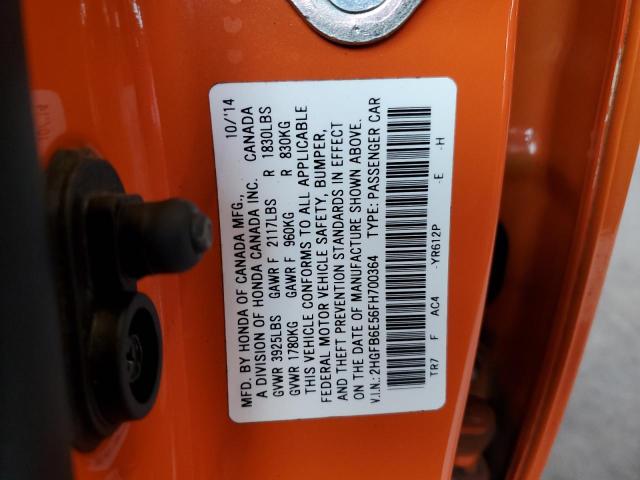 MFD. BY HONDA OF CANADA MFG., 10/'14
A DIVISION OF HONDA CANADA INC. CANADA
GVWR 3925LBS GAWR F 2117LBS R 1830LBS
GVWR 1780KG GAWR F 960KG R 830KG
THIS VEHICLE CONFORMS TO ALL APPLICABLE
FEDERAL MOTOR VEHICLE SAFETY, BUMPER,
AND THEFT PREVENTION STANDARDS IN EFFECT
ON THE DATE OF MANUFACTURE SHOWN ABOVE.
V.I.N.: 2HGFB6E56FH700364 TYPE: PASSENGER CAR
TR7 F AC4 -YR612P -E -H